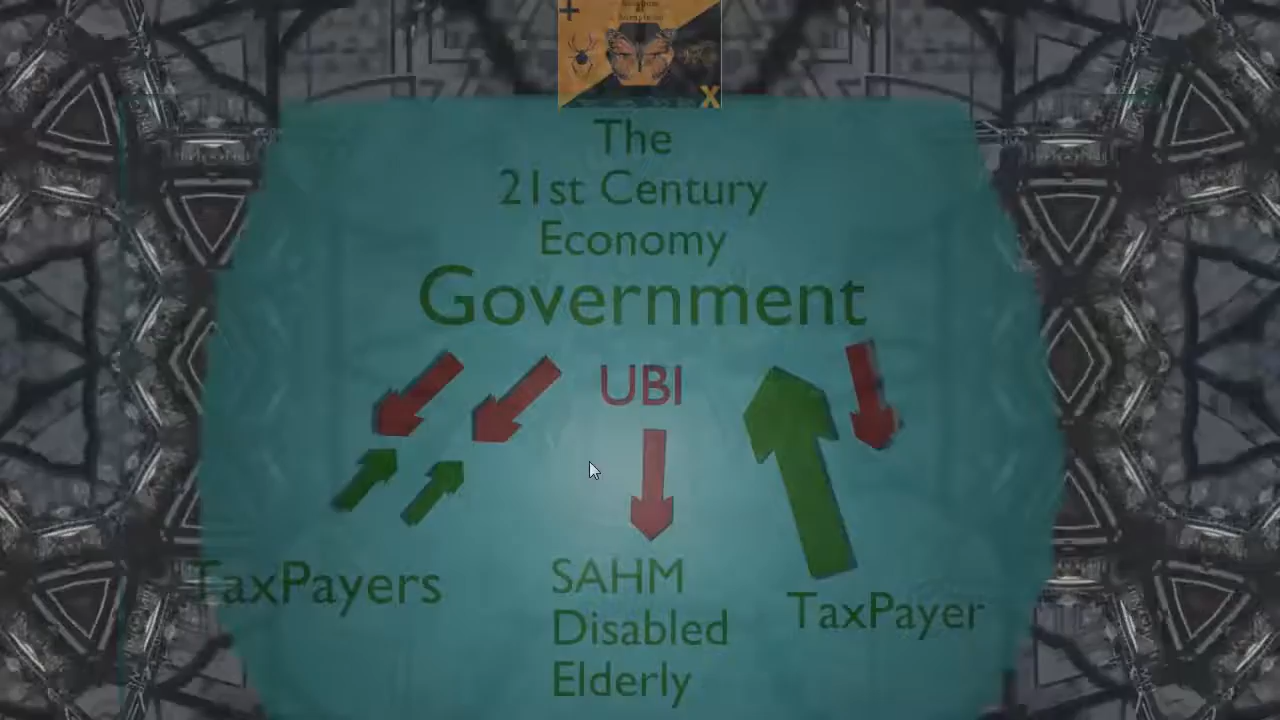 The
21st Century
Economy
Government
UBI
TaxPayers
SAHM
Disabled
Elderly
TaxPayer